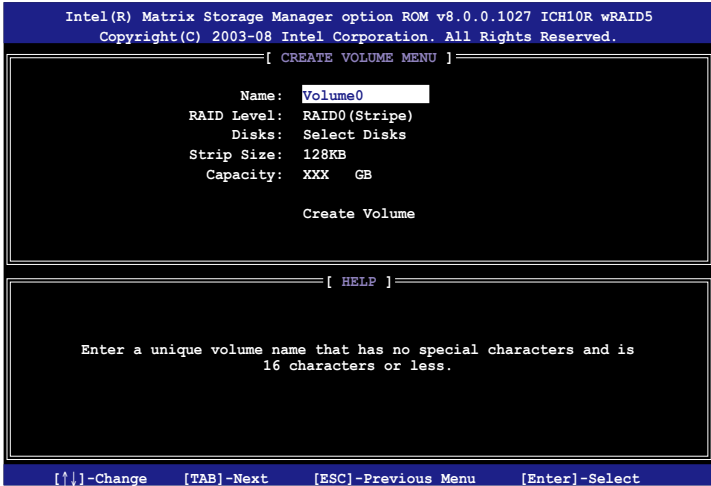 Intel(R) Matrix Storage Manager option ROM v8.0.0.1027 ICH10R wRAID5
Copyright(C) 2003-08 Intel Corporation. All Rights Reserved.
[ CREATE VOLUME MENU ]
Name: Volume0
RAID Level: RAID0(Stripe)
Disks: Select Disks
Strip Size: 128KB
Capacity: XXX GB
Create Volume
[ HELP ]
Enter a unique volume name that has no special characters and is
16 characters or less.
[↑↓]-Change [TAB]-Next [ESC]-Previous Menu [Enter]-Select